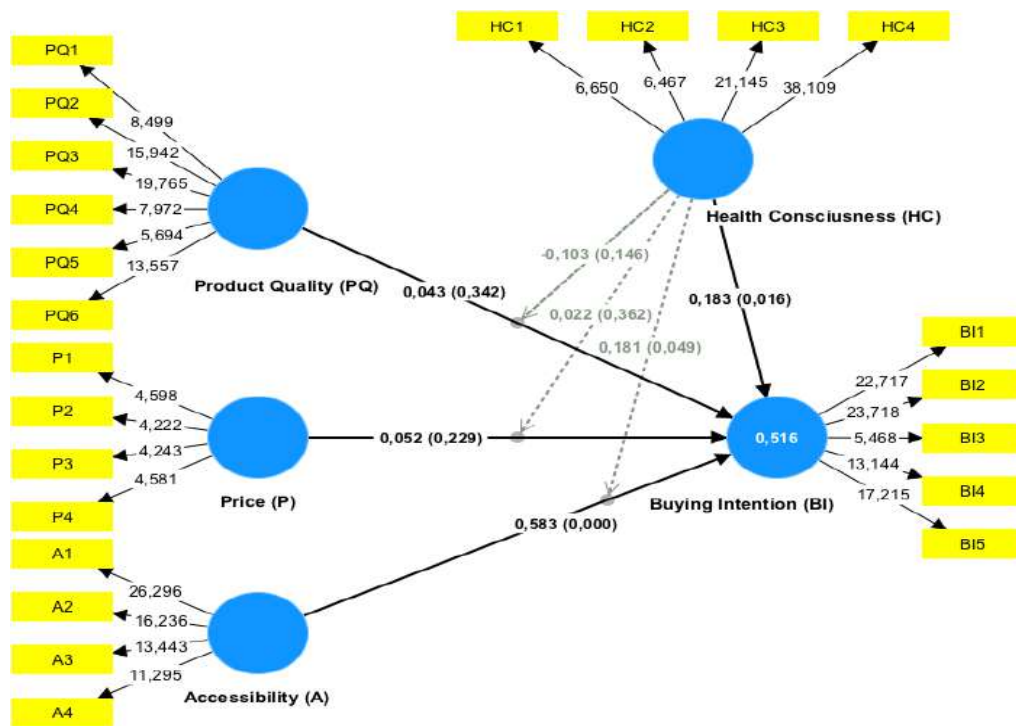 HC1
HC2
HC3
HC4
6,650
6,467
21,145
38,109
Health Consciusness (HC)
PQ1
PQ2
PQ3
PQ4
PQ5
PQ6
8,499
15,942
19,765
7,972
5,694
13,557
Product Quality (PQ)
-0,103 (0,146)
0,043 (0,342)
0,022 (0,362)
0,183 (0,016)
0,181 (0,049)
P1
P2
P3
P4
4,598
4,222
4,243
4,581
Price (P)
0,052 (0,229)
0,516
Buying Intention (BI)
BI1
BI2
BI3
BI4
BI5
22,717
23,718
5,468
13,144
17,215
0,583 (0,000)
A1
A2
A3
A4
26,296
16,236
13,443
11,295
Accessibility (A)